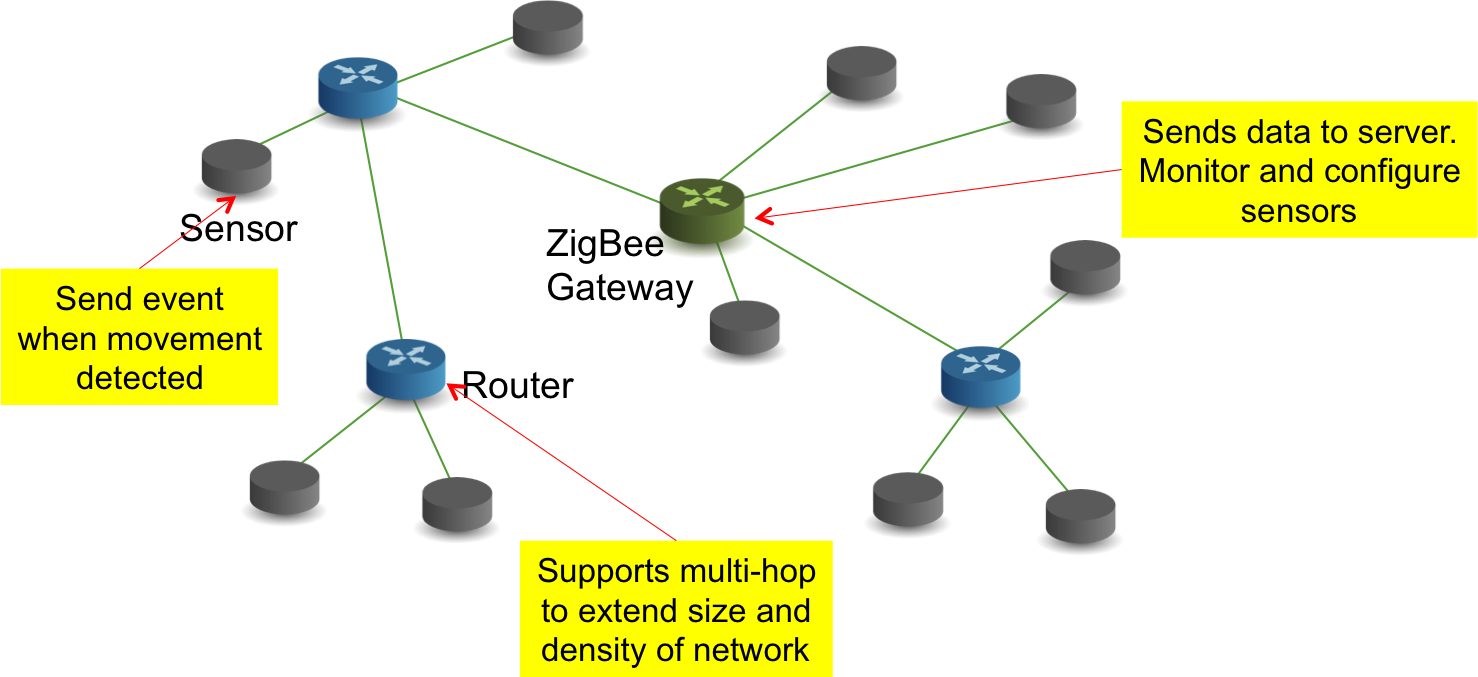 Sends data to server.
Monitor and configure
sensors
Sensor
ZigBee
Gateway
Send event
when movement
detected
Router
Supports multi-hop
to extend size and
density of network